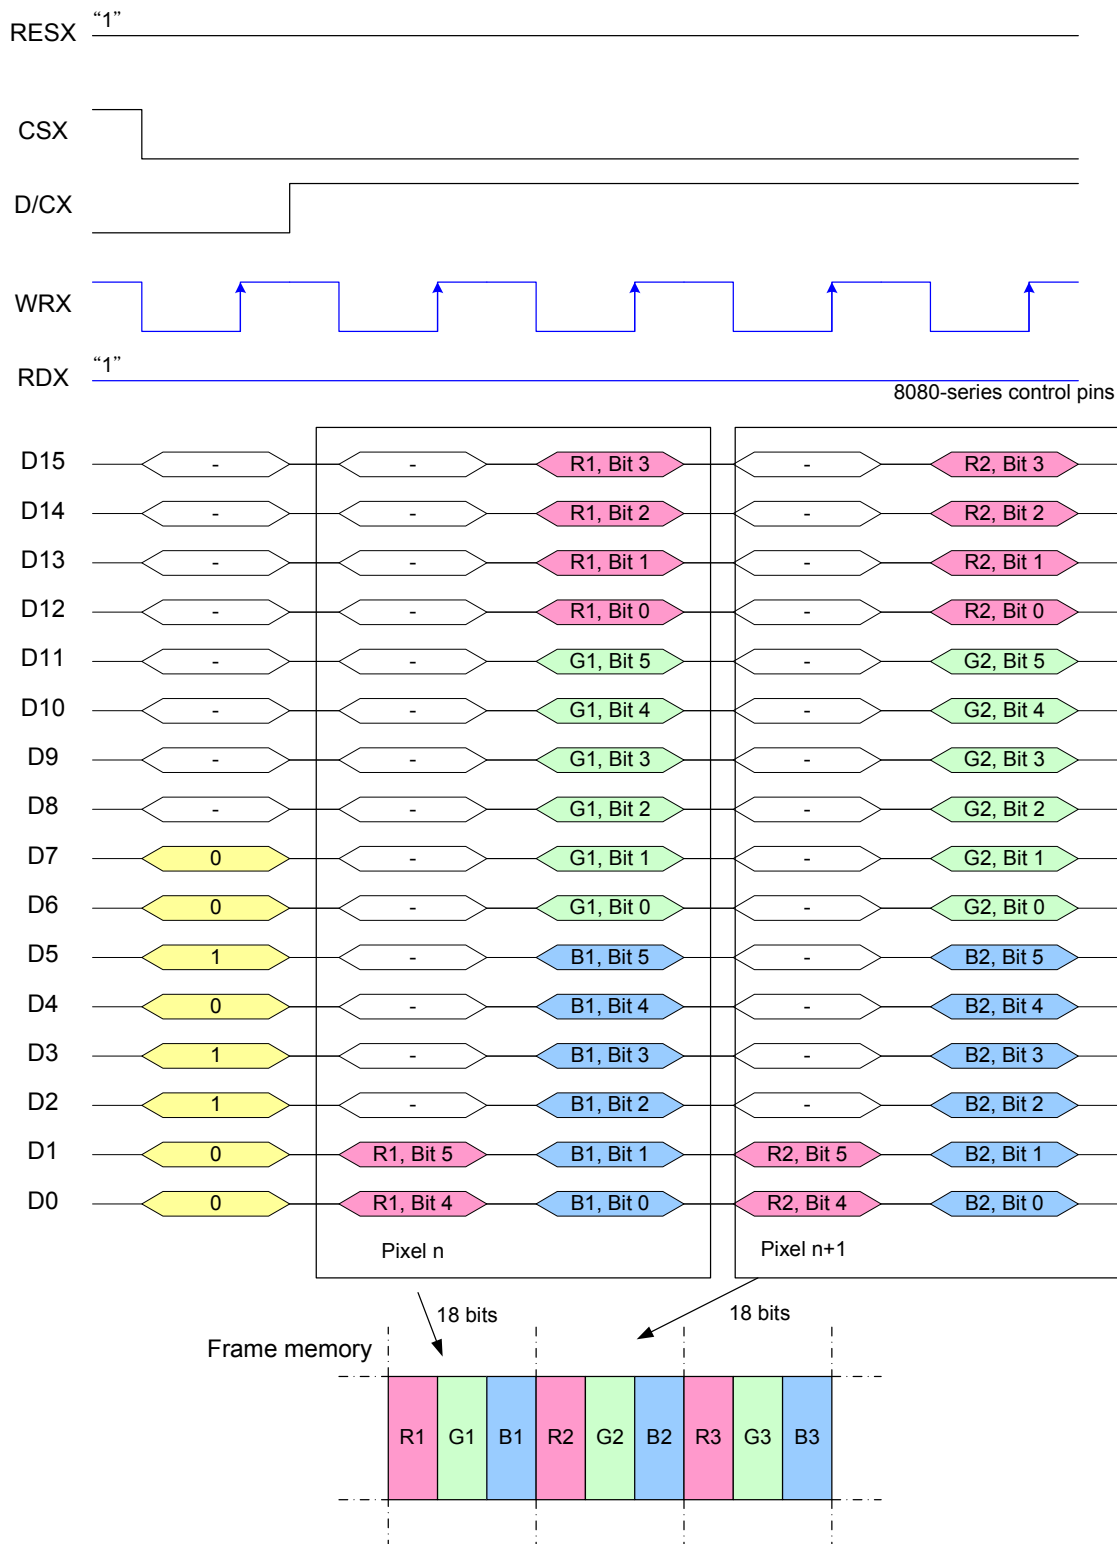 RESX “1”
CSX
D/CX
WRX
RDX “1”
8080-series control pins
D15 - - R1, Bit 3 - R2, Bit 3
D14 - - R1, Bit 2 - R2, Bit 2
D13 - - R1, Bit 1 - R2, Bit 1
D12 - - R1, Bit 0 - R2, Bit 0
D11 - - G1, Bit 5 - G2, Bit 5
D10 - - G1, Bit 4 - G2, Bit 4
D9 - - G1, Bit 3 - G2, Bit 3
D8 - - G1, Bit 2 - G2, Bit 2
D7 0 - G1, Bit 1 - G2, Bit 1
D6 0 - G1, Bit 0 - G2, Bit 0
D5 1 - B1, Bit 5 - B2, Bit 5
D4 0 - B1, Bit 4 - B2, Bit 4
D3 1 - B1, Bit 3 - B2, Bit 3
D2 1 - B1, Bit 2 - B2, Bit 2
D1 0 R1, Bit 5 B1, Bit 1 R2, Bit 5 B2, Bit 1
D0 0 R1, Bit 4 B1, Bit 0 R2, Bit 4 B2, Bit 0
Pixel n Pixel n+1
18 bits 18 bits
Frame memory
R1 G1 B1 R2 G2 B2 R3 G3 B3